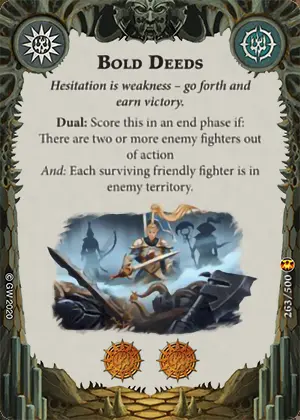 BOLD DEEDS
Hesitation is weakness – go forth and
earn victory.
Dual: Score this in an end phase if:
There are two or more enemy fighters out
of action
And: Each surviving friendly fighter is in
enemy territory.
© GW 2020
263/500